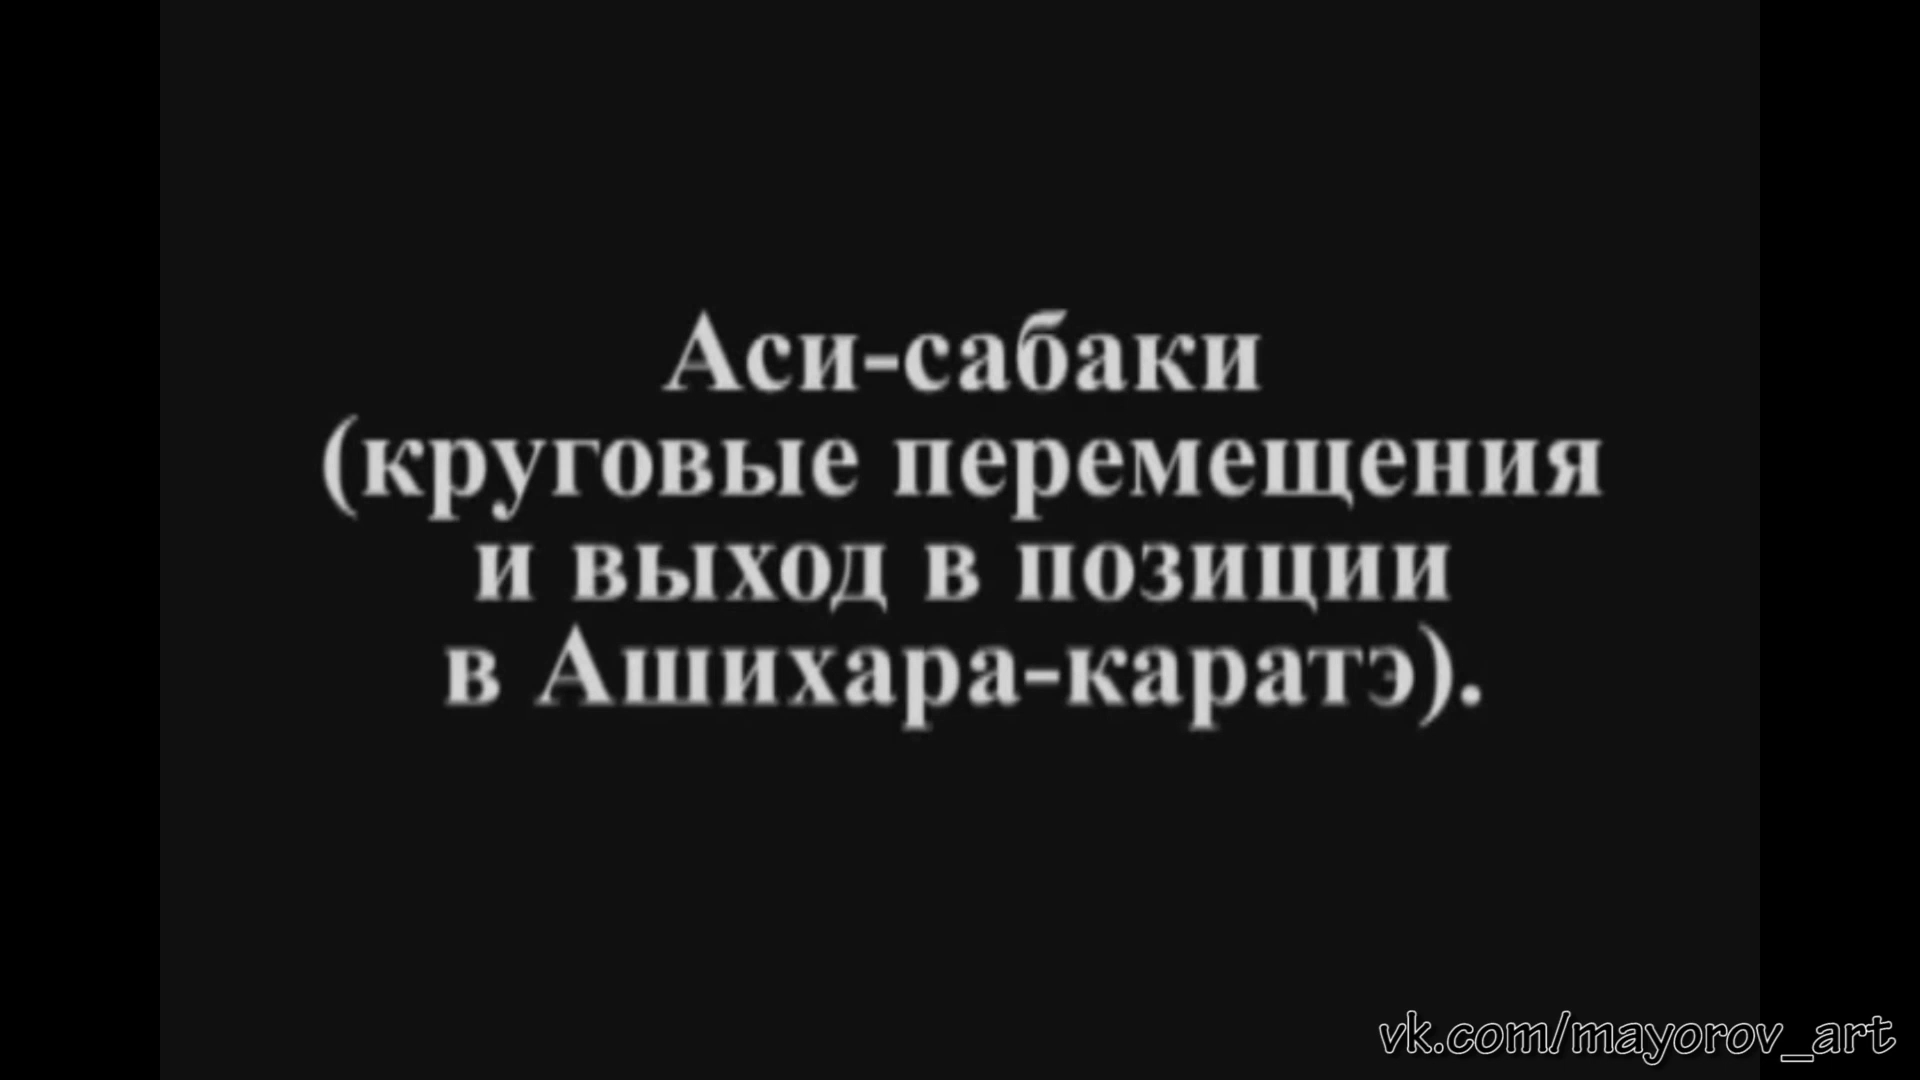 Аси-сабаки
(круговые перемещения
и выход в позиции
в Ашихара-каратэ).
vk.com/mayorov_art